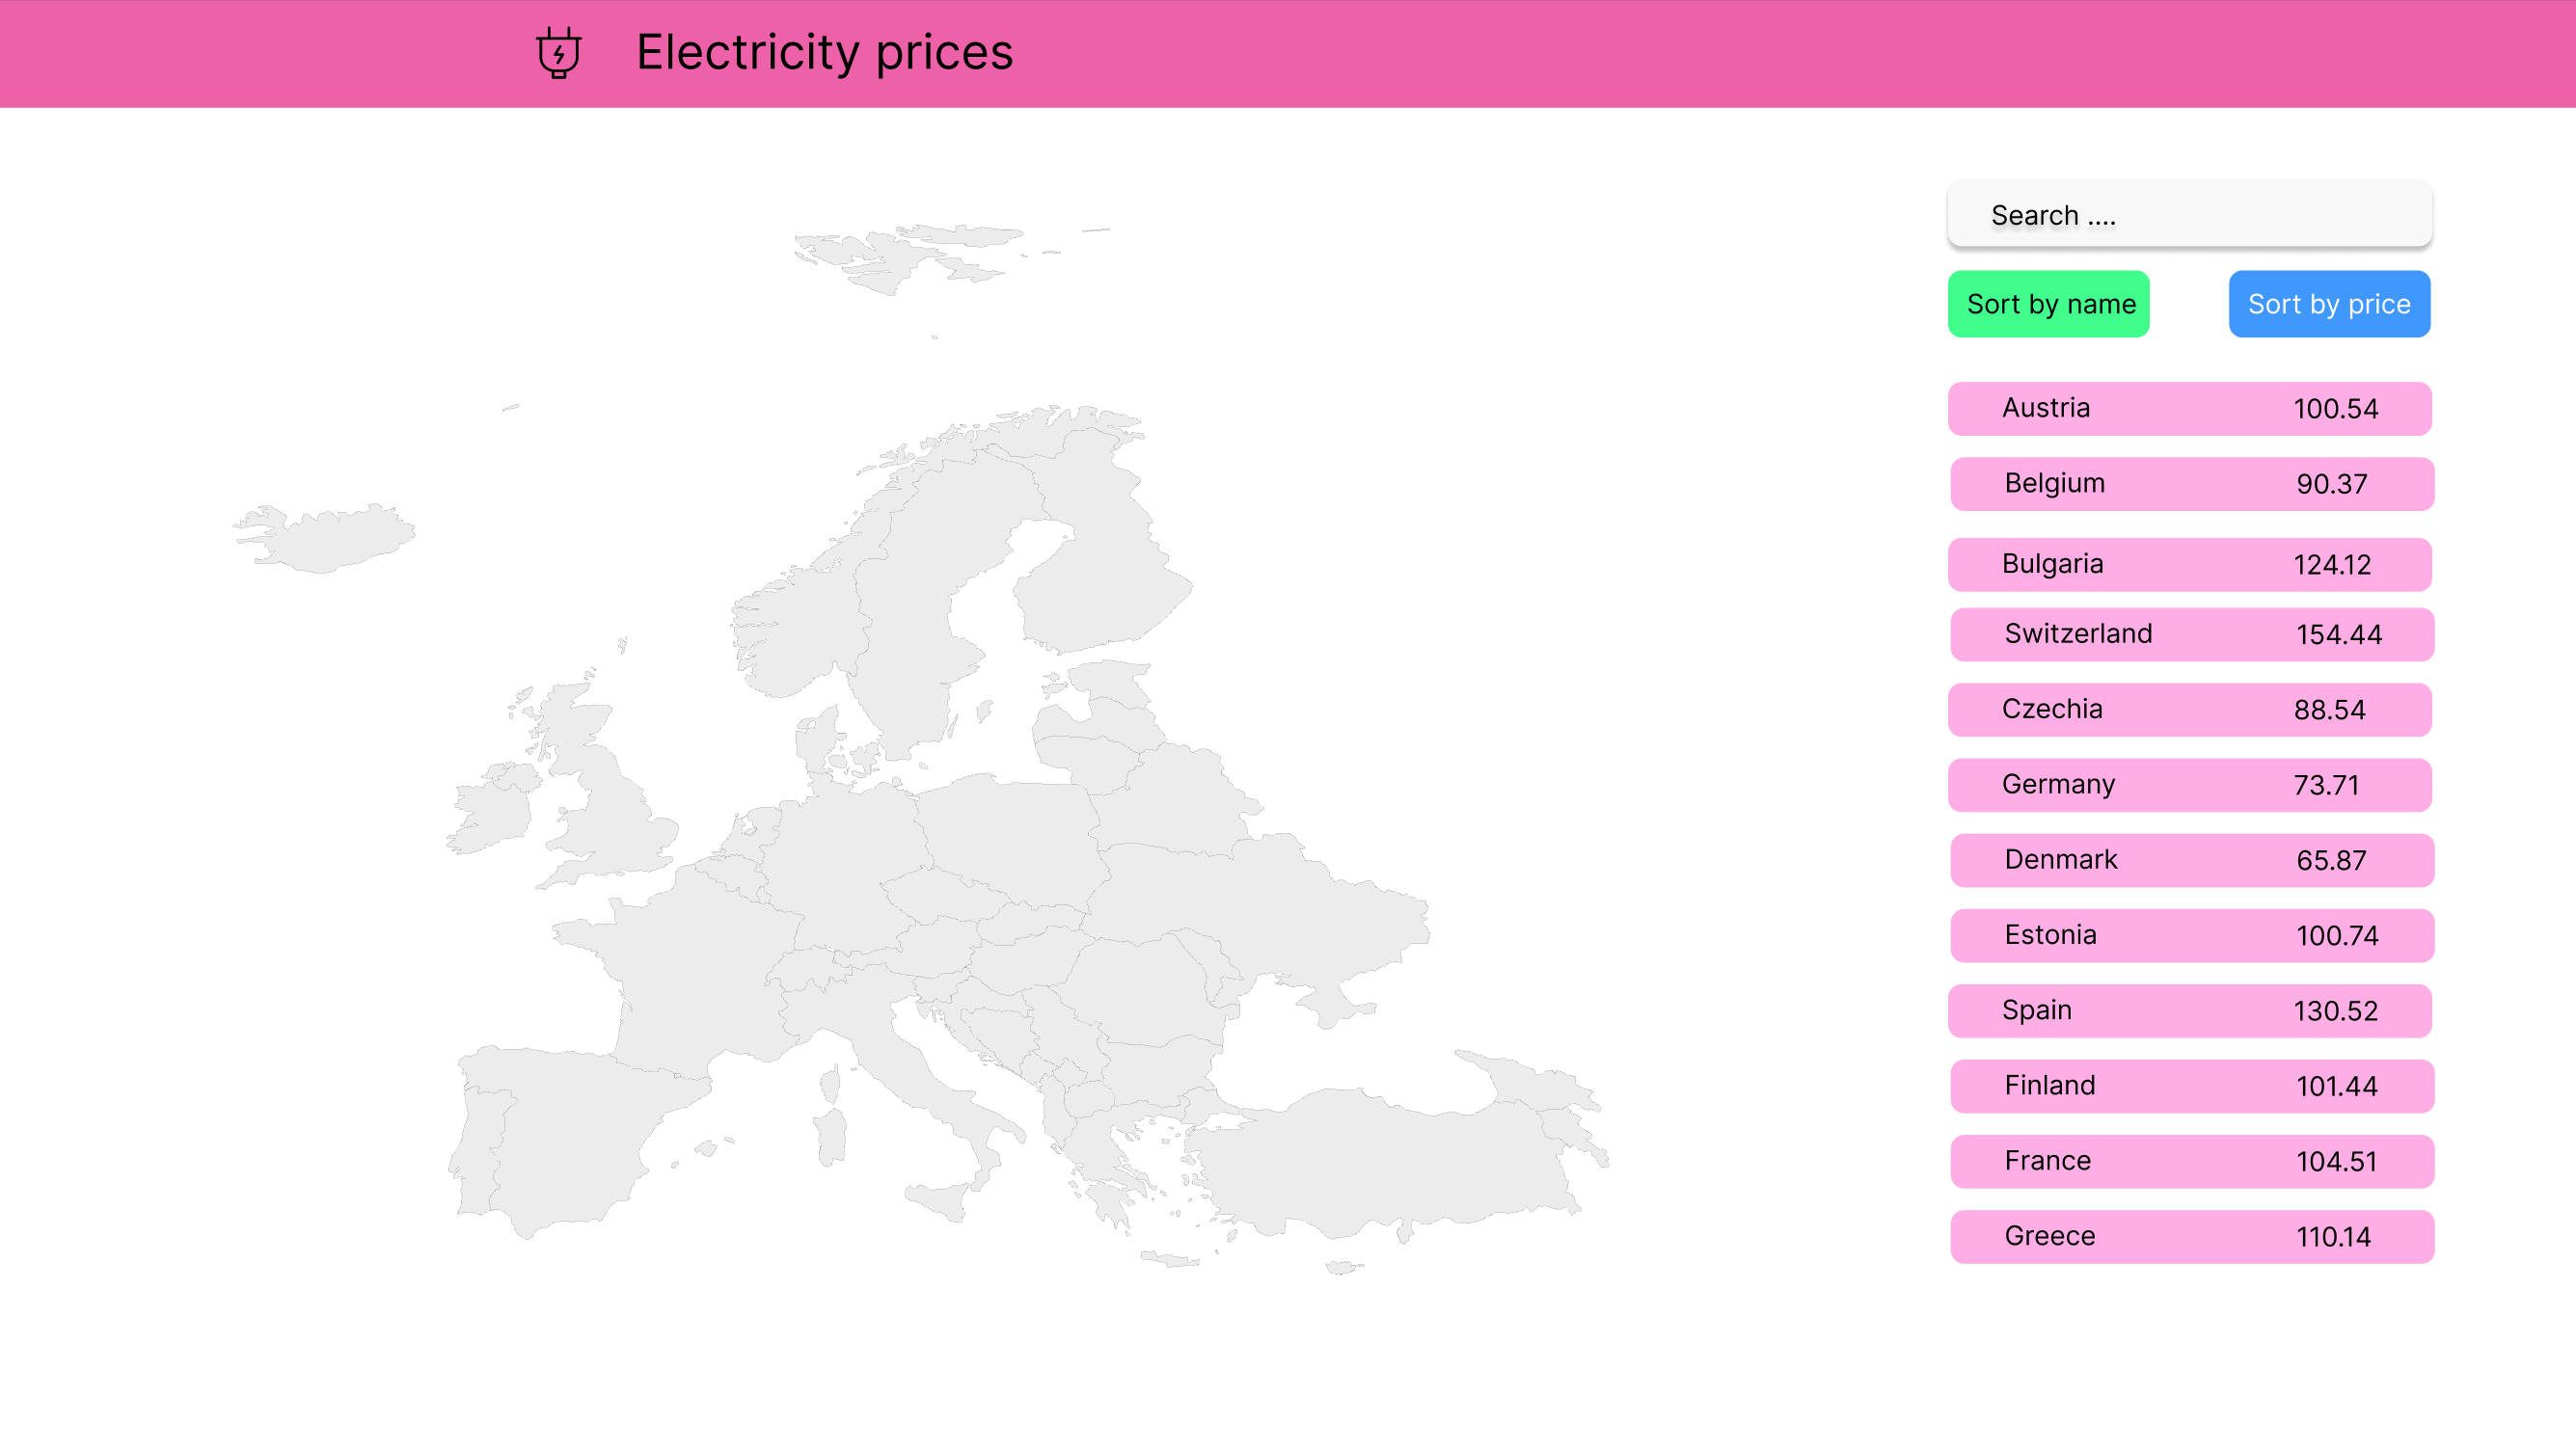 Electricity prices
Search ....
Sort by name Sort by price
Austria 100.54
Belgium 90.37
Bulgaria 124.12
Switzerland 154.44
Czechia 88.54
Germany 73.71
Denmark 65.87
Estonia 100.74
Spain 130.52
Finland 101.44
France 104.51
Greece 110.14